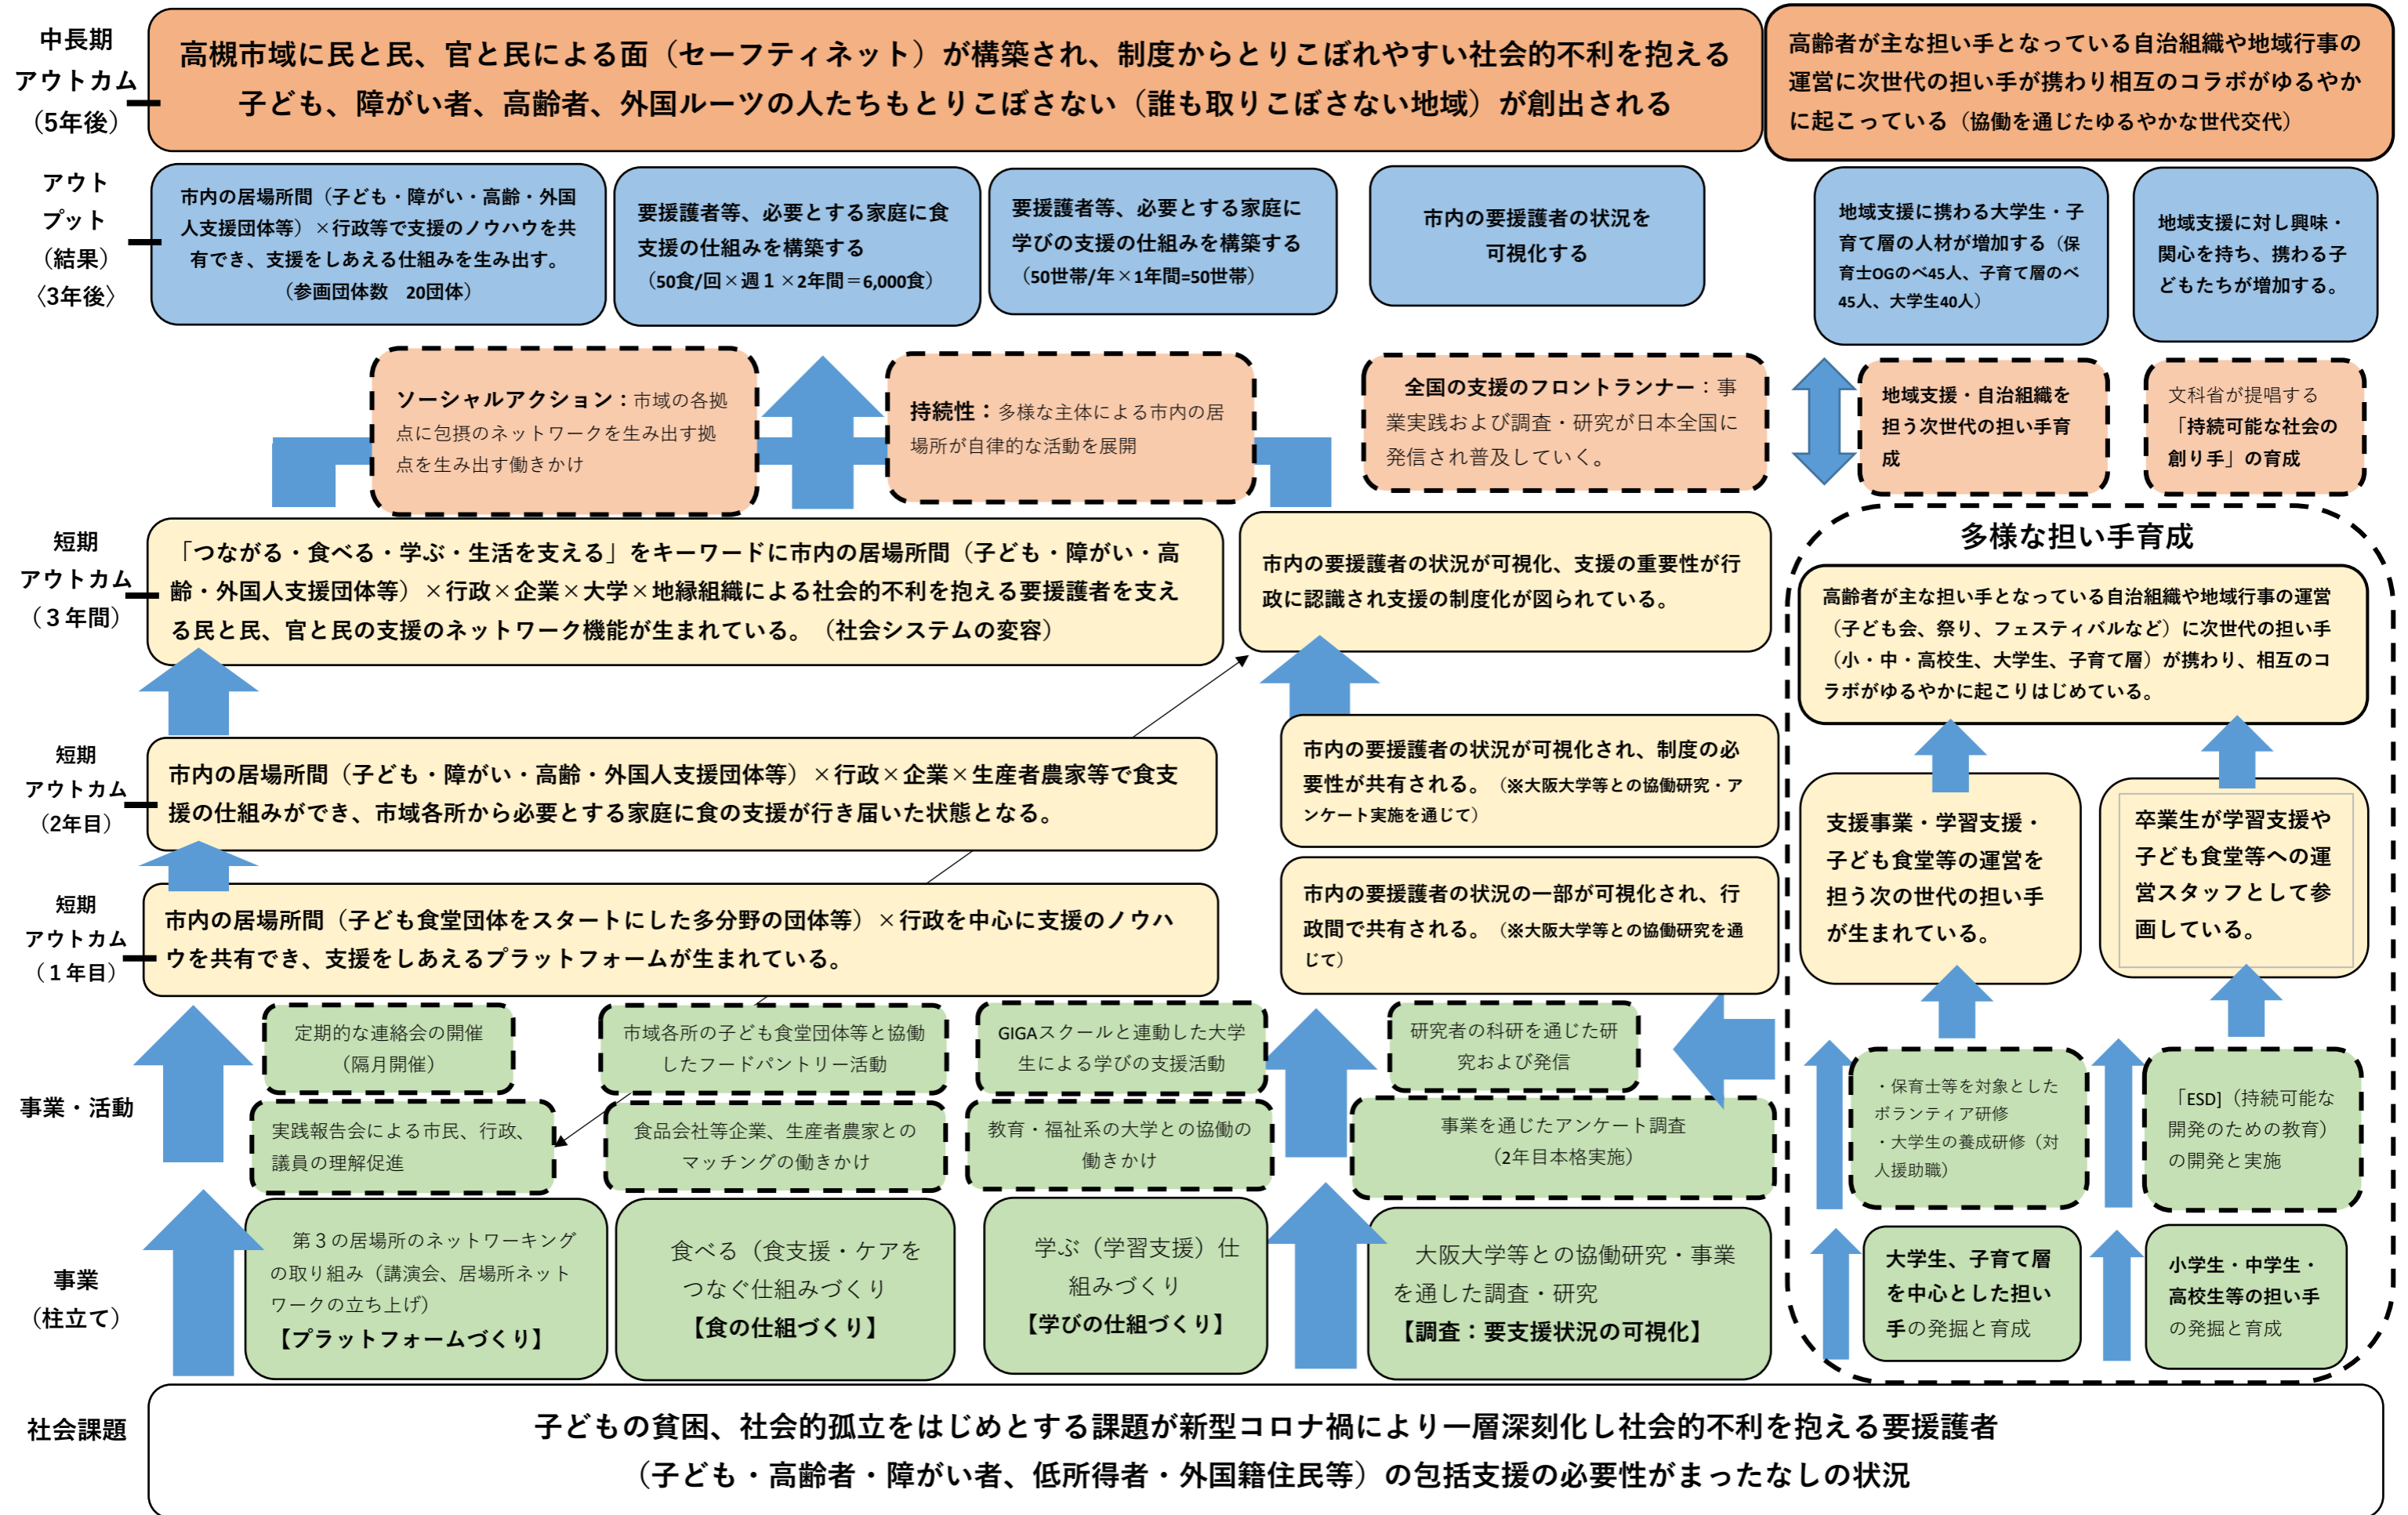 中長期
アウトカム
（5年後）
高槻市域に民と民、官と民による面（セーフティネット）が構築され、制度からとりこぼれやすい社会的不利を抱える
子ども、障がい者、高齢者、外国ルーツの人たちもとりこぼさない（誰も取りこぼさない地域）が創出される
高齢者が主な担い手となっている自治組織や地域行事の
運営に次世代の担い手が携わり相互のコラボがゆるやか
に起こっている（協働を通じたゆるやかな世代交代）
アウト
プット
（結果）
〈3年後〉
市内の居場所間（子ども・障がい・高齢・外国
人支援団体等）×行政等で支援のノウハウを共
有でき、支援をしあえる仕組みを生み出す。
（参画団体数　20団体）
要援護者等、必要とする家庭に食
支援の仕組みを構築する
（50食/回×週１×2年間＝6,000食）
要援護者等、必要とする家庭に
学びの支援の仕組みを構築する
（50世帯/年×1年間=50世帯）
市内の要援護者の状況を
可視化する
地域支援に携わる大学生・子
育て層の人材が増加する（保
育士OGのべ45人、子育て層のべ
45人、大学生40人）
地域支援に対し興味・
関心を持ち、携わる子
どもたちが増加する。
ソーシャルアクション：市域の各拠
点に包摂のネットワークを生み出す拠
点を生み出す働きかけ
持続性：多様な主体による市内の居
場所が自律的な活動を展開
全国の支援のフロントランナー：事
業実践および調査・研究が日本全国に
発信され普及していく。
地域支援・自治組織を
担う次世代の担い手育
成
文科省が提唱する
「持続可能な社会の
創り手」の育成
短期
アウトカム
（３年間）
「つながる・食べる・学ぶ・生活を支える」をキーワードに市内の居場所間（子ども・障がい・高
齢・外国人支援団体等）×行政×企業×大学×地縁組織による社会的不利を抱える要援護者を支え
る民と民、官と民の支援のネットワーク機能が生まれている。（社会システムの変容）
市内の要援護者の状況が可視化、支援の重要性が行
政に認識され支援の制度化が図られている。
多様な担い手育成
高齢者が主な担い手となっている自治組織や地域行事の運営
（子ども会、祭り、フェスティバルなど）に次世代の担い手
（小・中・高校生、大学生、子育て層）が携わり、相互のコ
ラボがゆるやかに起こりはじめている。
短期
アウトカム
（2年目）
市内の居場所間（子ども・障がい・高齢・外国人支援団体等）×行政×企業×生産者農家等で食支
援の仕組みができ、市域各所から必要とする家庭に食の支援が行き届いた状態となる。
市内の要援護者の状況が可視化され、制度の必
要性が共有される。（※大阪大学等との協働研究・ア
ンケート実施を通じて）
支援事業・学習支援・
子ども食堂等の運営を
担う次の世代の担い手
が生まれている。
卒業生が学習支援や
子ども食堂等への運
営スタッフとして参
画している。
短期
アウトカム
（１年目）
市内の居場所間（子ども食堂団体をスタートにした多分野の団体等）×行政を中心に支援のノウハ
ウを共有でき、支援をしあえるプラットフォームが生まれている。
市内の要援護者の状況の一部が可視化され、行
政間で共有される。（※大阪大学等との協働研究を通
じて）
事業・活動
定期的な連絡会の開催
（隔月開催）
市域各所の子ども食堂団体等と協働
したフードパントリー活動
GIGAスクールと連動した大学
生による学びの支援活動
研究者の科研を通じた研
究および発信
実践報告会による市民、行政、
議員の理解促進
食品会社等企業、生産者農家との
マッチングの働きかけ
教育・福祉系の大学との協働の
働きかけ
事業を通じたアンケート調査
（2年目本格実施）
・保育士等を対象とした
ボランティア研修
・大学生の養成研修（対
人援助職）
「ESD]（持続可能な
開発のための教育）
の開発と実施
事業
（柱立て）
第３の居場所のネットワーキング
の取り組み（講演会、居場所ネット
ワークの立ち上げ）
【プラットフォームづくり】
食べる（食支援・ケアを
つなぐ仕組みづくり
【食の仕組づくり】
学ぶ（学習支援）仕
組みづくり
【学びの仕組づくり】
大阪大学等との協働研究・事業
を通した調査・研究
【調査：要支援状況の可視化】
大学生、子育て層
を中心とした担い
手の発掘と育成
小学生・中学生・
高校生等の担い手
の発掘と育成
社会課題
子どもの貧困、社会的孤立をはじめとする課題が新型コロナ禍により一層深刻化し社会的不利を抱える要援護者
（子ども・高齢者・障がい者、低所得者・外国籍住民等）の包括支援の必要性がまったなしの状況